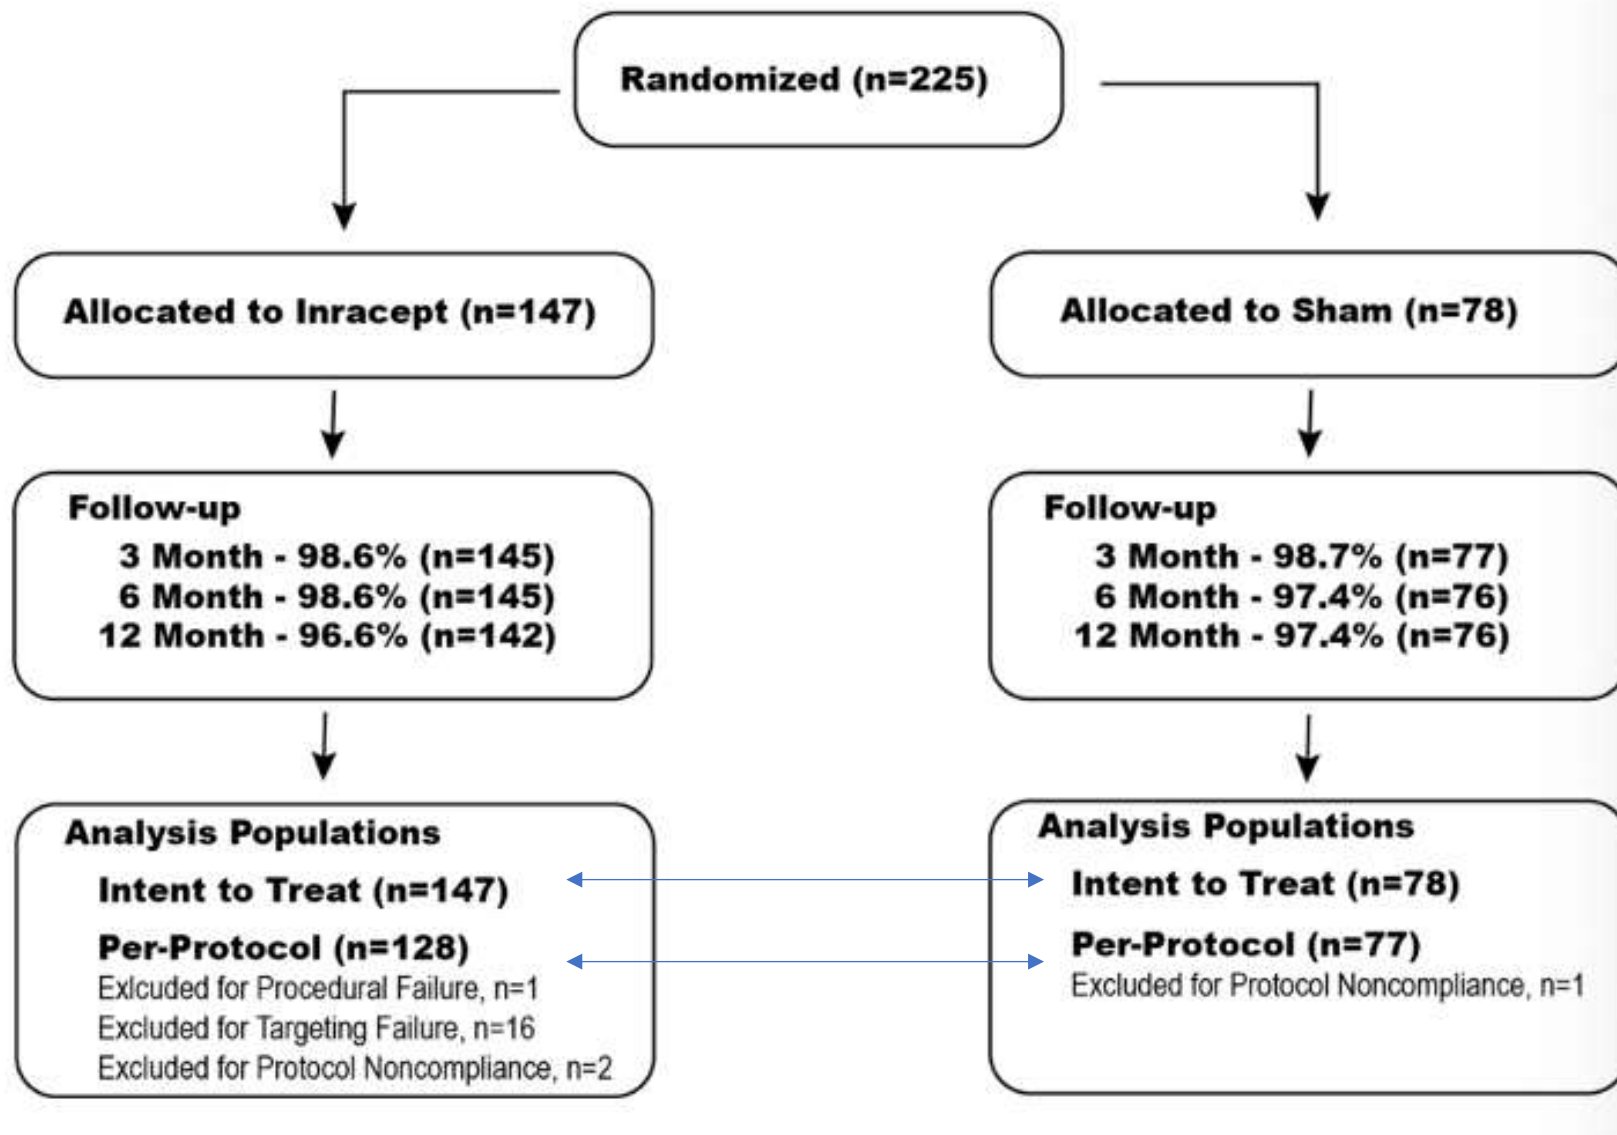 Randomized (n=225)
Allocated to Inracept (n=147)
Allocated to Sham (n=78)
Follow-up
3 Month - 98.6% (n=145)
6 Month - 98.6% (n=145)
12 Month - 96.6% (n=142)
Follow-up
3 Month - 98.7% (n=77)
6 Month - 97.4% (n=76)
12 Month - 97.4% (n=76)
Analysis Populations
Intent to Treat (n=147)
Per-Protocol (n=128)
Exlcuded for Procedural Failure, n=1
Excluded for Targeting Failure, n=16
Excluded for Protocol Noncompliance, n=2
Analysis Populations
Intent to Treat (n=78)
Per-Protocol (n=77)
Excluded for Protocol Noncompliance, n=1